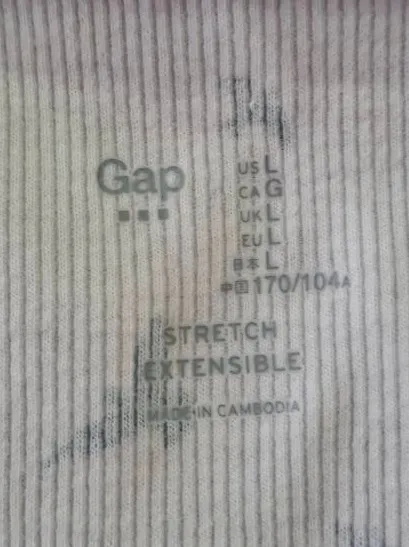 Gap
US L
CA G
UK L
EU L
日本 L
中国 170/104A
STRETCH
EXTENSIBLE
MADE IN CAMBODIA